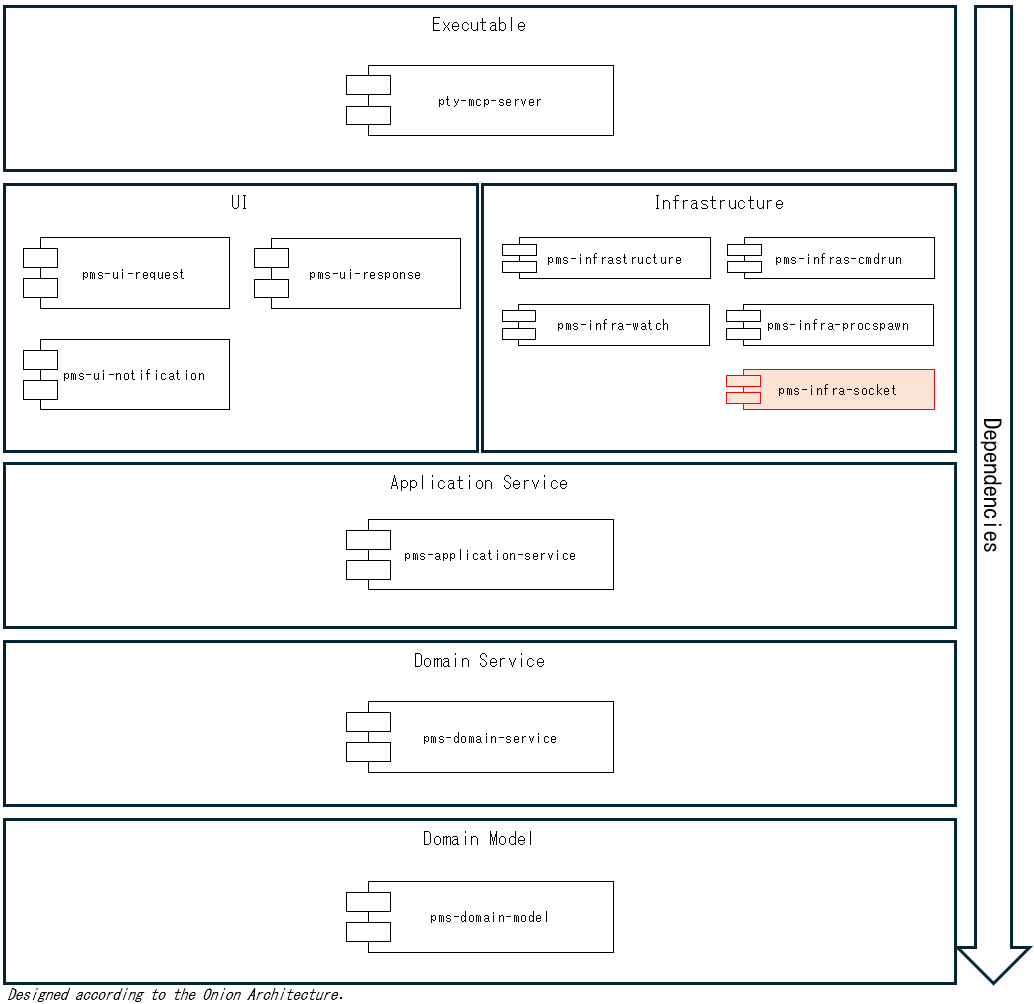 Executable
pty-mcp-server
UI
pms-ui-request
pms-ui-response
pms-ui-notification
Infrastructure
pms-infrastructure
pms-infras-cmdrun
pms-infra-watch
pms-infra-procspawn
pms-infra-socket
Application Service
pms-application-service
Domain Service
pms-domain-service
Domain Model
pms-domain-model
Dependencies
Designed according to the Onion Architecture.